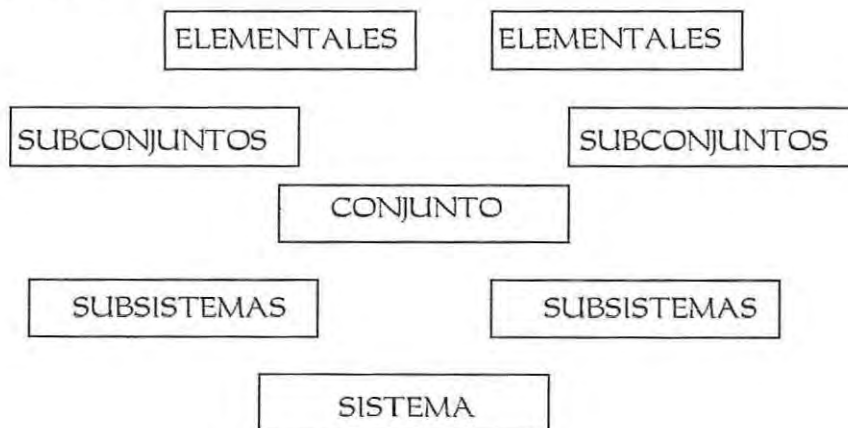 ELEMENTALES ELEMENTALES
SUBCONJUNTOS SUBCONJUNTOS
CONJUNTO
SUBSISTEMAS SUBSISTEMAS
SISTEMA